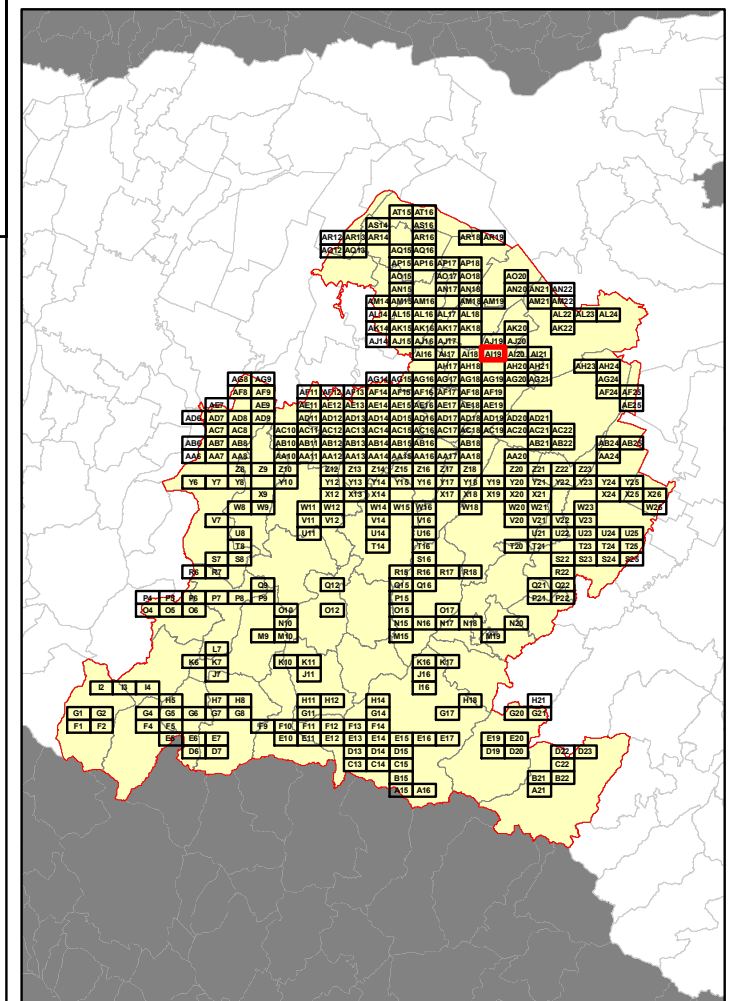 AT15 AT16
AS14 AS16
AR12 AR13 AR14 AR16 AR18 AR19
AQ12 AQ13 AQ15 AQ16
AP15 AP16 AP17 AP18
AO15 AO17 AO18 AO20
AN15 AN17 AN18 AN20 AN21 AN22
AM14 AM15 AM16 AM18 AM19 AM21 AM22
AL14 AL15 AL16 AL17 AL18 AL22 AL23 AL24
AK14 AK15 AK16 AK17 AK18 AK20 AK22
AJ14 AJ15 AJ16 AJ17 AJ19 AJ20
AI16 AI17 AI18 AI19 AI20 AI21
AH17 AH18 AH20 AH21 AH23 AH24
AG8 AG9 AG14 AG15 AG16 AG17 AG18 AG19 AG20 AG21 AG24
AF8 AF9 AF11 AF12 AF13 AF14 AF15 AF16 AF17 AF18 AF19 AF24 AF25
AE7 AE9 AE11 AE12 AE13 AE14 AE15 AE16 AE17 AE18 AE19 AE25
AD6 AD7 AD8 AD9 AD11 AD12 AD13 AD14 AD15 AD16 AD17 AD18 AD19 AD20 AD21
AC7 AC8 AC10 AC11 AC12 AC13 AC14 AC15 AC16 AC17 AC18 AC19 AC20 AC21 AC22
AB6 AB7 AB8 AB10 AB11 AB12 AB13 AB14 AB15 AB16 AB18 AB21 AB22 AB24 AB25
AA6 AA7 AA8 AA10 AA11 AA12 AA13 AA14 AA15 AA16 AA17 AA18 AA20 AA24
Z8 Z9 Z10 Z12 Z13 Z14 Z15 Z16 Z17 Z18 Z20 Z21 Z22 Z23
Y6 Y7 Y8 Y10 Y12 Y13 Y14 Y15 Y16 Y17 Y18 Y19 Y20 Y21 Y22 Y23 Y24 Y25
X9 X12 X13 X14 X17 X18 X19 X20 X21 X24 X25 X26
W8 W9 W11 W12 W14 W15 W16 W18 W20 W21 W23 W26
V7 V11 V12 V14 V16 V20 V21 V22 V23
U8 U11 U14 U16 U21 U22 U23 U24 U25
T8 T14 T16 T20 T21 T23 T24 T25
S7 S8 S16 S22 S23 S24 S25
R6 R7 R15 R16 R17 R18 R22
Q9 Q12 Q15 Q16 Q21 Q22
P4 P5 P6 P7 P8 P9 P15 P21 P22
O4 O5 O6 O10 O12 O15 O17
N10 N15 N16 N17 N18 N20
M9 M10 M15 M19
L7
K6 K7 K10 K11 K16 K17
J7 J11 J16
I2 I3 I4 I16
H5 H7 H8 H11 H12 H14 H18 H21
G1 G2 G4 G5 G6 G7 G8 G11 G14 G17 G20 G21
F1 F2 F4 F5 F9 F10 F11 F12 F13 F14
E5 E6 E7 E10 E11 E12 E13 E14 E15 E16 E17 E19 E20
D6 D7 D13 D14 D15 D19 D20 D22 D23
C13 C14 C15 C22
B15 B21 B22
A15 A16 A21